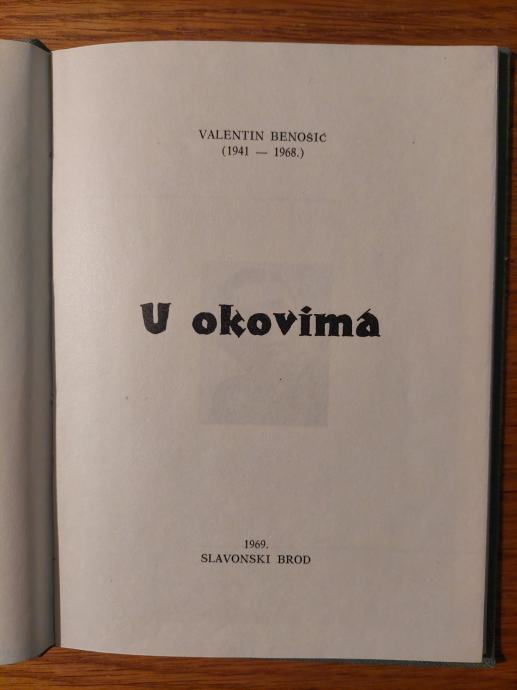 VALENTIN BENOŠIĆ
(1941 — 1968.)
U okovima
1969.
SLAVONSKI BROD